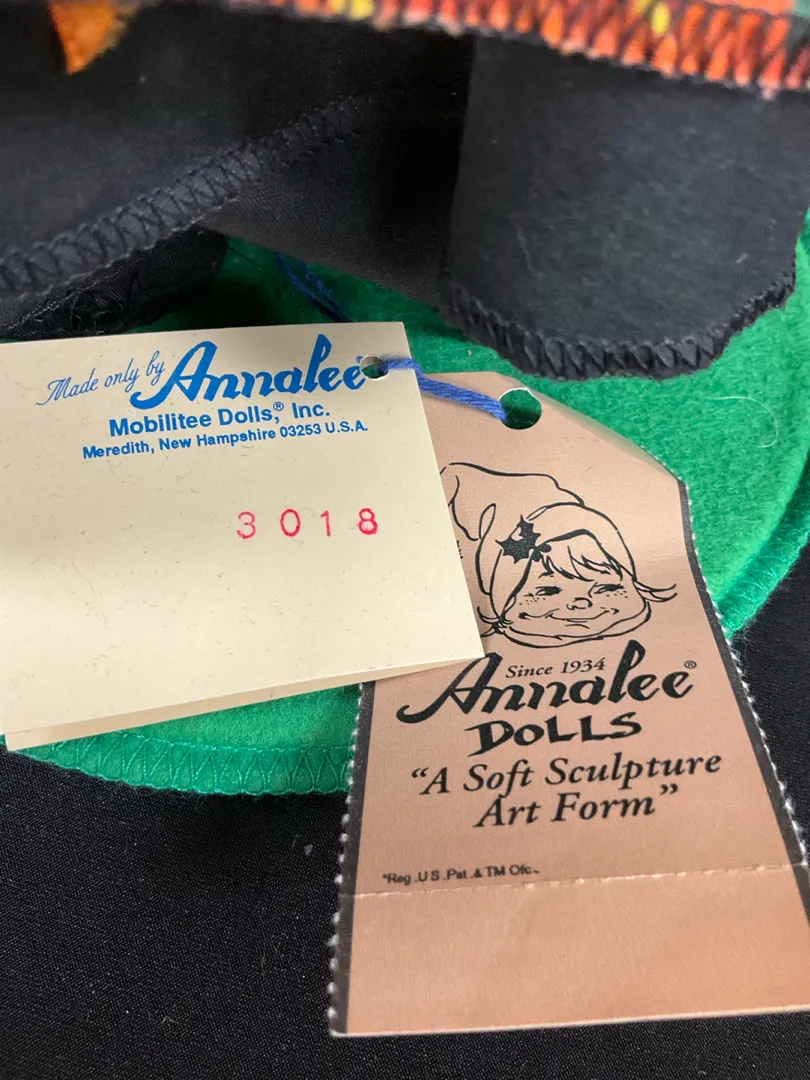 Made only by Annalee®
Mobilitee Dolls,® Inc.
Meredith, New Hampshire 03253 U.S.A.
3018
Since 1934
Annalee®
DOLLS
“A Soft Sculpture
Art Form”
*Reg .U S .Pat .& TM Ofc.